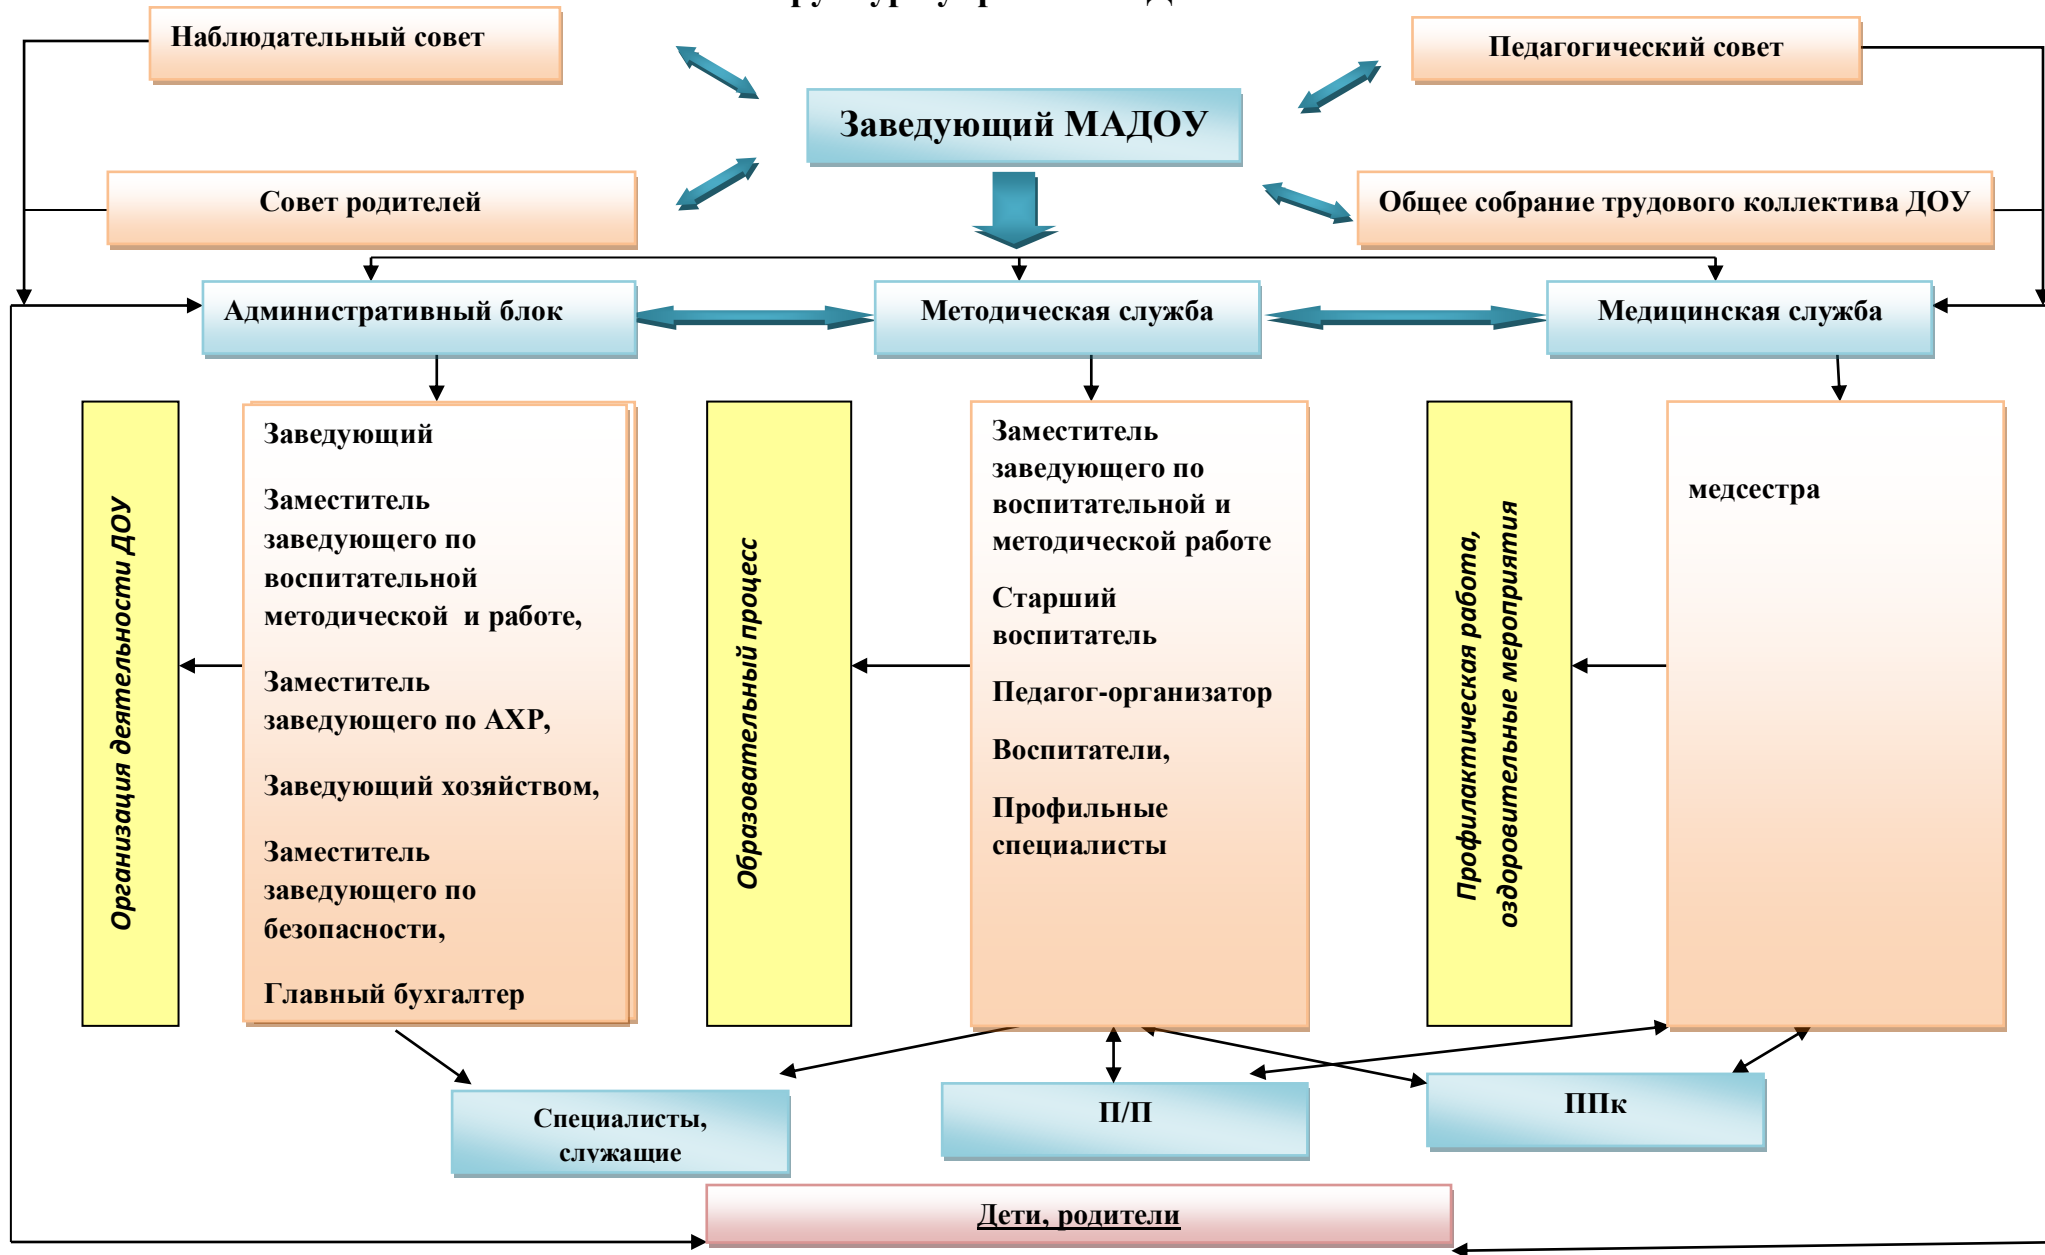 Наблюдательный совет
Педагогический совет
Заведующий МАДОУ
Совет родителей
Общее собрание трудового коллектива ДОУ
Административный блок
Методическая служба
Медицинская служба
Организация деятельности ДОУ
Заведующий
Заместитель
заведующего по
воспитательной
методической и работе,
Заместитель
заведующего по АХР,
Заведующий хозяйством,
Заместитель
заведующего по
безопасности,
Главный бухгалтер
Образовательный процесс
Заместитель
заведующего по
воспитательной и
методической работе
Старший
воспитатель
Педагог-организатор
Воспитатели,
Профильные
специалисты
Профилактическая работа,
оздоровительные мероприятия
медсестра
Специалисты,
служащие
П/П
ППк
Дети, родители